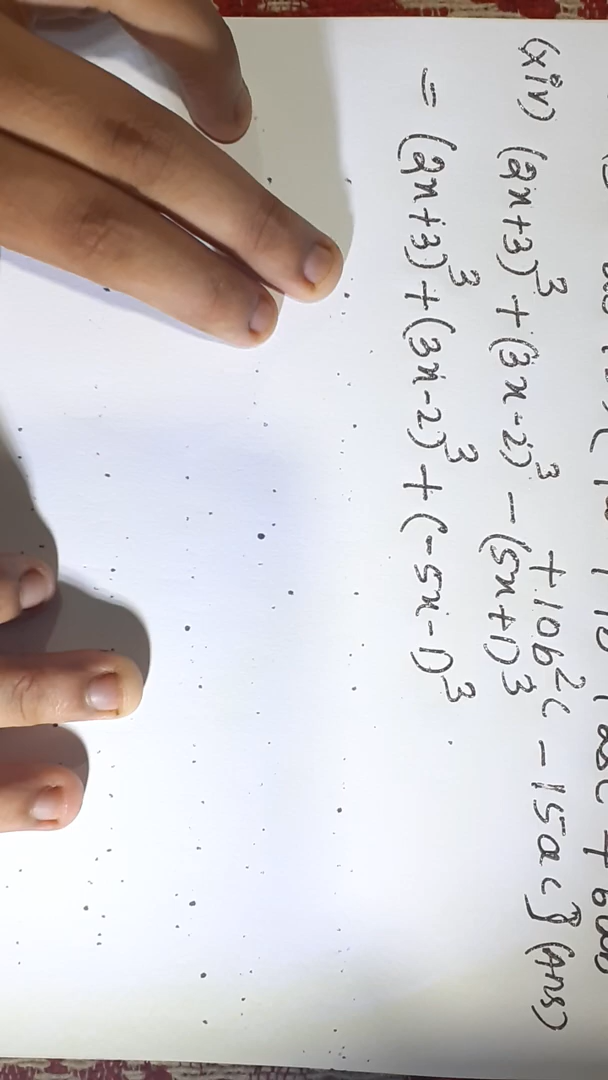 + 10b²c - 15ac} (Ans)
(xiv) (2x+3)³ + (3x-2)³ - (5x+1)³
= (2x+3)³ + (3x-2)³ + (-5x-1)³